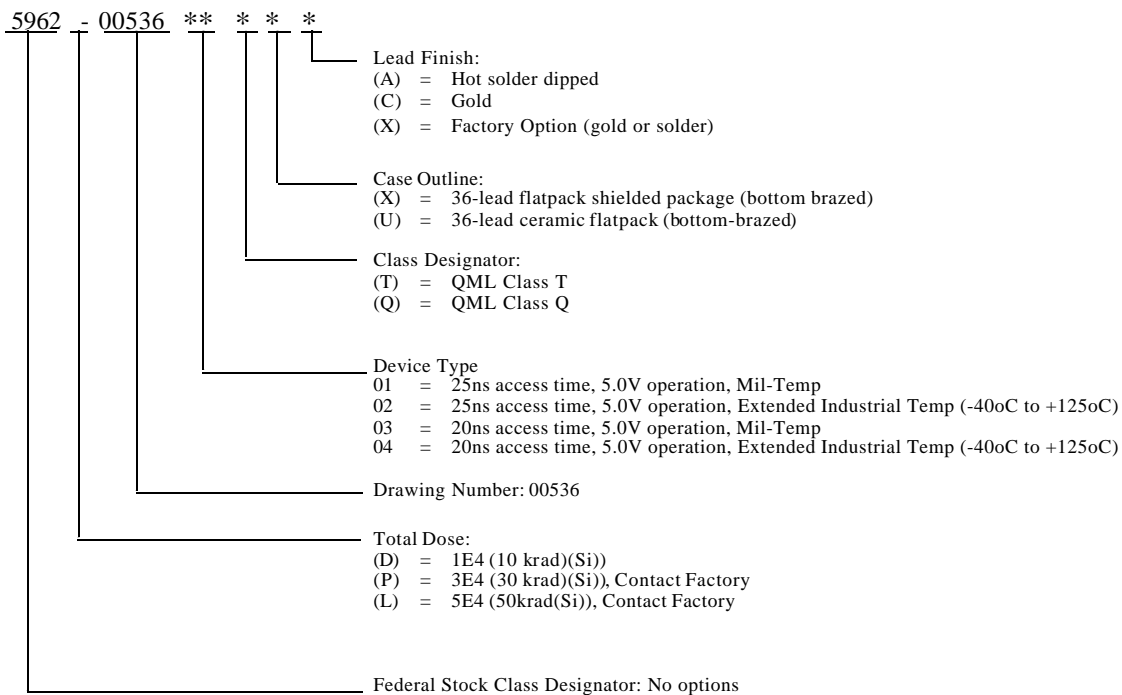 5962 - 00536 ** * * *
Lead Finish:
(A) = Hot solder dipped
(C) = Gold
(X) = Factory Option (gold or solder)
Case Outline:
(X) = 36-lead flatpack shielded package (bottom brazed)
(U) = 36-lead ceramic flatpack (bottom-brazed)
Class Designator:
(T) = QML Class T
(Q) = QML Class Q
Device Type
01 = 25ns access time, 5.0V operation, Mil-Temp
02 = 25ns access time, 5.0V operation, Extended Industrial Temp (-40oC to +125oC)
03 = 20ns access time, 5.0V operation, Mil-Temp
04 = 20ns access time, 5.0V operation, Extended Industrial Temp (-40oC to +125oC)
Drawing Number: 00536
Total Dose:
(D) = 1E4 (10 krad)(Si))
(P) = 3E4 (30 krad)(Si)), Contact Factory
(L) = 5E4 (50krad(Si)), Contact Factory
Federal Stock Class Designator: No options